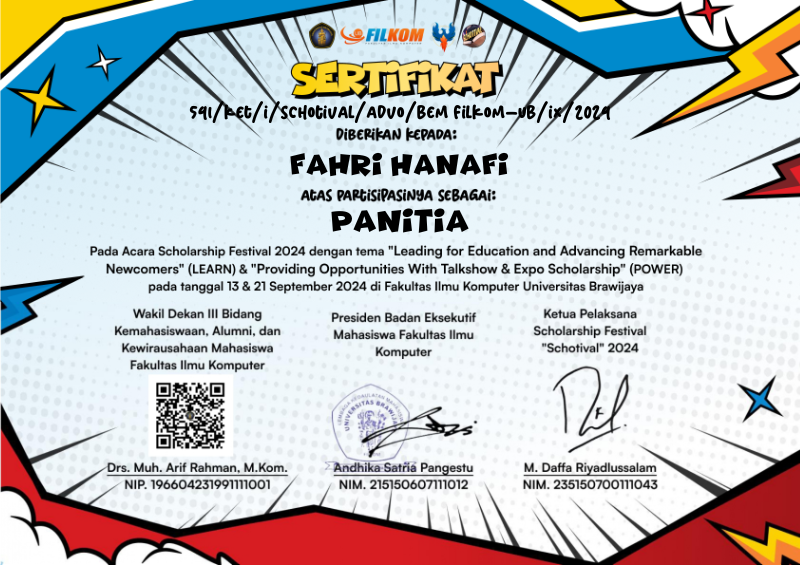 FILKOM
SERTIFIKAT
591/KET/I/SCHOTIVAL/ADVO/BEM FILKOM-UB/IX/2024
DIBERIKAN KEPADA:
FAHRI HANAFI
ATAS PARTISIPASINYA SEBAGAI:
PANITIA
Pada Acara Scholarship Festival 2024 dengan tema "Leading for Education and Advancing Remarkable
Newcomers" (LEARN) & "Providing Opportunities With Talkshow & Expo Scholarship" (POWER)
pada tanggal 13 & 21 September 2024 di Fakultas Ilmu Komputer Universitas Brawijaya
Wakil Dekan III Bidang
Kemahasiswaan, Alumni, dan
Kewirausahaan Mahasiswa
Fakultas Ilmu Komputer
Drs. Muh. Arif Rahman, M.Kom.
NIP. 196604231991111001
Presiden Badan Eksekutif
Mahasiswa Fakultas Ilmu
Komputer
UNIVERSITAS BRAWIJAYA
Andhika Satria Pangestu
NIM. 215150607111012
Ketua Pelaksana
Scholarship Festival
"Schotival" 2024
M. Daffa Riyadlussalam
NIM. 235150700111043